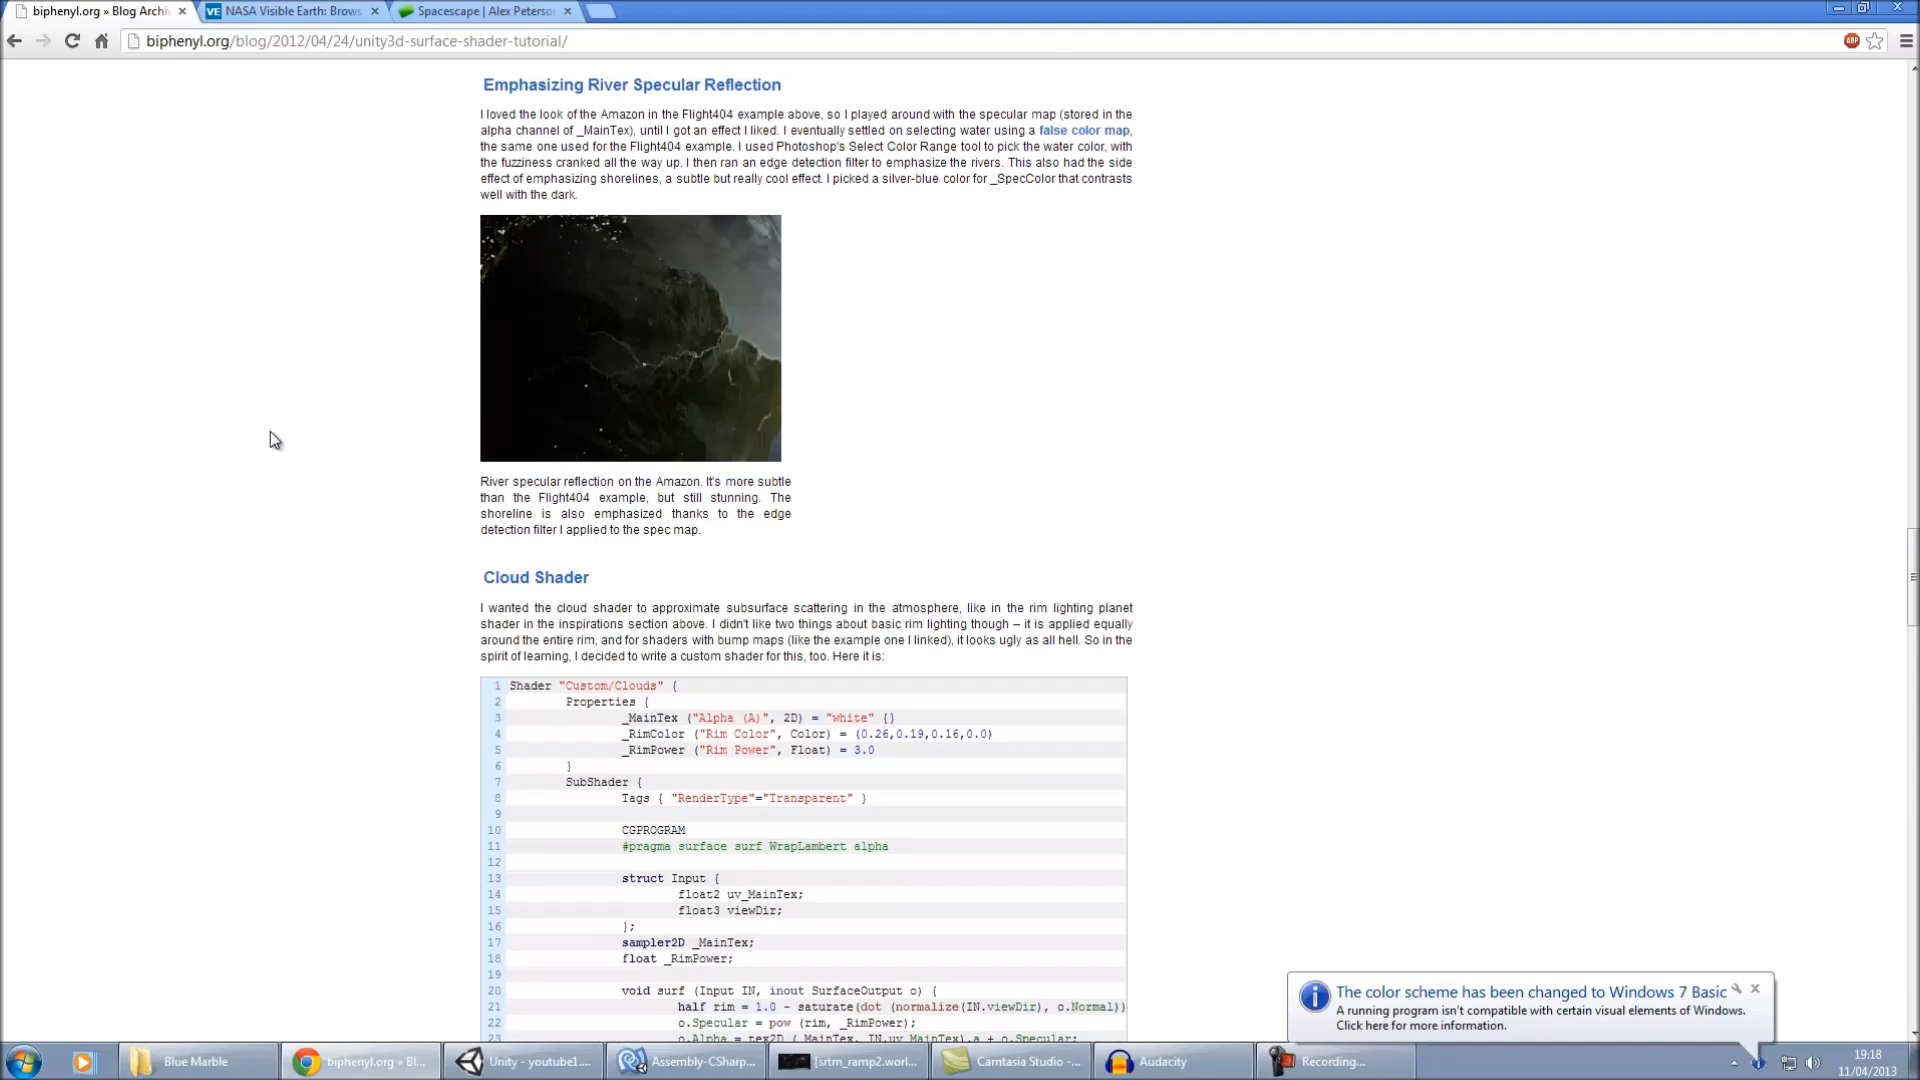 biphenyl.org » Blog Archi
NASA Visible Earth: Brows
Spacescape | Alex Peterson
biphenyl.org/blog/2012/04/24/unity3d-surface-shader-tutorial/
ABP
Emphasizing River Specular Reflection
I loved the look of the Amazon in the Flight404 example above, so I played around with the specular map (stored in the
alpha channel of _MainTex), until I got an effect I liked. I eventually settled on selecting water using a false color map,
the same one used for the Flight404 example. I used Photoshop's Select Color Range tool to pick the water color, with
the fuzziness cranked all the way up. I then ran an edge detection filter to emphasize the rivers. This also had the side
effect of emphasizing shorelines, a subtle but really cool effect. I picked a silver-blue color for _SpecColor that contrasts
well with the dark.
River specular reflection on the Amazon. It's more subtle
than the Flight404 example, but still stunning. The
shoreline is also emphasized thanks to the edge
detection filter I applied to the spec map.
Cloud Shader
I wanted the cloud shader to approximate subsurface scattering in the atmosphere, like in the rim lighting planet
shader in the inspirations section above. I didn't like two things about basic rim lighting though – it is applied equally
around the entire rim, and for shaders with bump maps (like the example one I linked), it looks ugly as all hell. So in the
spirit of learning, I decided to write a custom shader for this, too. Here it is:
1 Shader "Custom/Clouds" {
2 Properties {
3 _MainTex ("Alpha (A)", 2D) = "white" {}
4 _RimColor ("Rim Color", Color) = (0.26,0.19,0.16,0.0)
5 _RimPower ("Rim Power", Float) = 3.0
6 }
7 SubShader {
8 Tags { "RenderType"="Transparent" }
9
10 CGPROGRAM
11 #pragma surface surf WrapLambert alpha
12
13 struct Input {
14 float2 uv_MainTex;
15 float3 viewDir;
16 };
17 sampler2D _MainTex;
18 float _RimPower;
19
20 void surf (Input IN, inout SurfaceOutput o) {
21 half rim = 1.0 - saturate(dot (normalize(IN.viewDir), o.Normal))
22 o.Specular = pow (rim, _RimPower);
23 o.Alpha = tex2D (_MainTex, IN.uv_MainTex).a + o.Specular;
The color scheme has been changed to Windows 7 Basic
A running program isn't compatible with certain visual elements of Windows.
Click here for more information.
Blue Marble
biphenyl.org » Bl...
Unity - youtube1....
Assembly-CSharp...
[srtm_ramp2.worl...
Camtasia Studio -...
Audacity
Recording...
19:18
11/04/2013